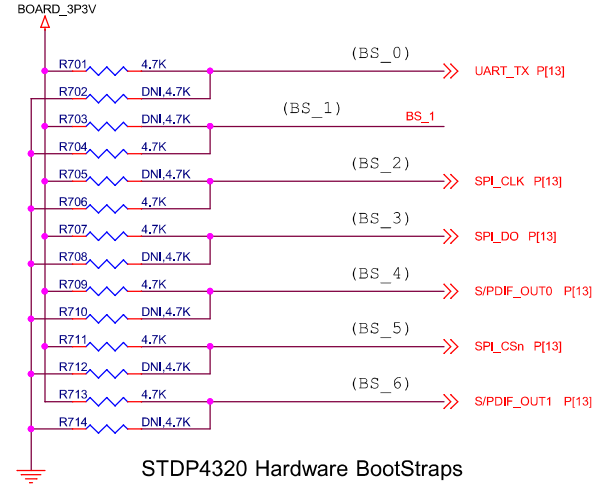 BOARD_3P3V
R701 4.7K (BS_0) UART_TX P[13]
R702 DNI,4.7K
R703 DNI,4.7K (BS_1) BS_1
R704 4.7K
R705 DNI,4.7K (BS_2) SPI_CLK P[13]
R706 4.7K
R707 4.7K (BS_3) SPI_DO P[13]
R708 DNI,4.7K
R709 4.7K (BS_4) S/PDIF_OUT0 P[13]
R710 DNI,4.7K
R711 4.7K (BS_5) SPI_CSn P[13]
R712 DNI,4.7K
R713 4.7K (BS_6) S/PDIF_OUT1 P[13]
R714 DNI,4.7K
STDP4320 Hardware BootStraps